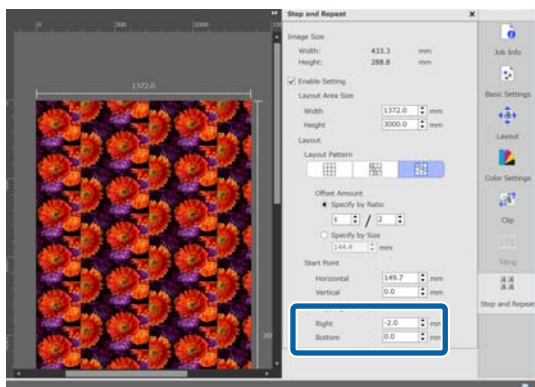 Step and Repeat
Image Size
Width: 433.3 mm
Height: 288.8 mm
Enable Setting
Layout Area Size
Width 1372.0 mm
Height 3000.0 mm
Layout
Layout Pattern
Offset Amount
Specify by Ratio
1 / 2
Specify by Size
144.4 mm
Start Point
Horizontal 149.7 mm
Vertical 0.0 mm
Right -2.0 mm
Bottom 0.0 mm
0 500 1000
1372.0
Job Info
Basic Settings
Layout
Color Settings
Clip
Tiling
Step and Repeat